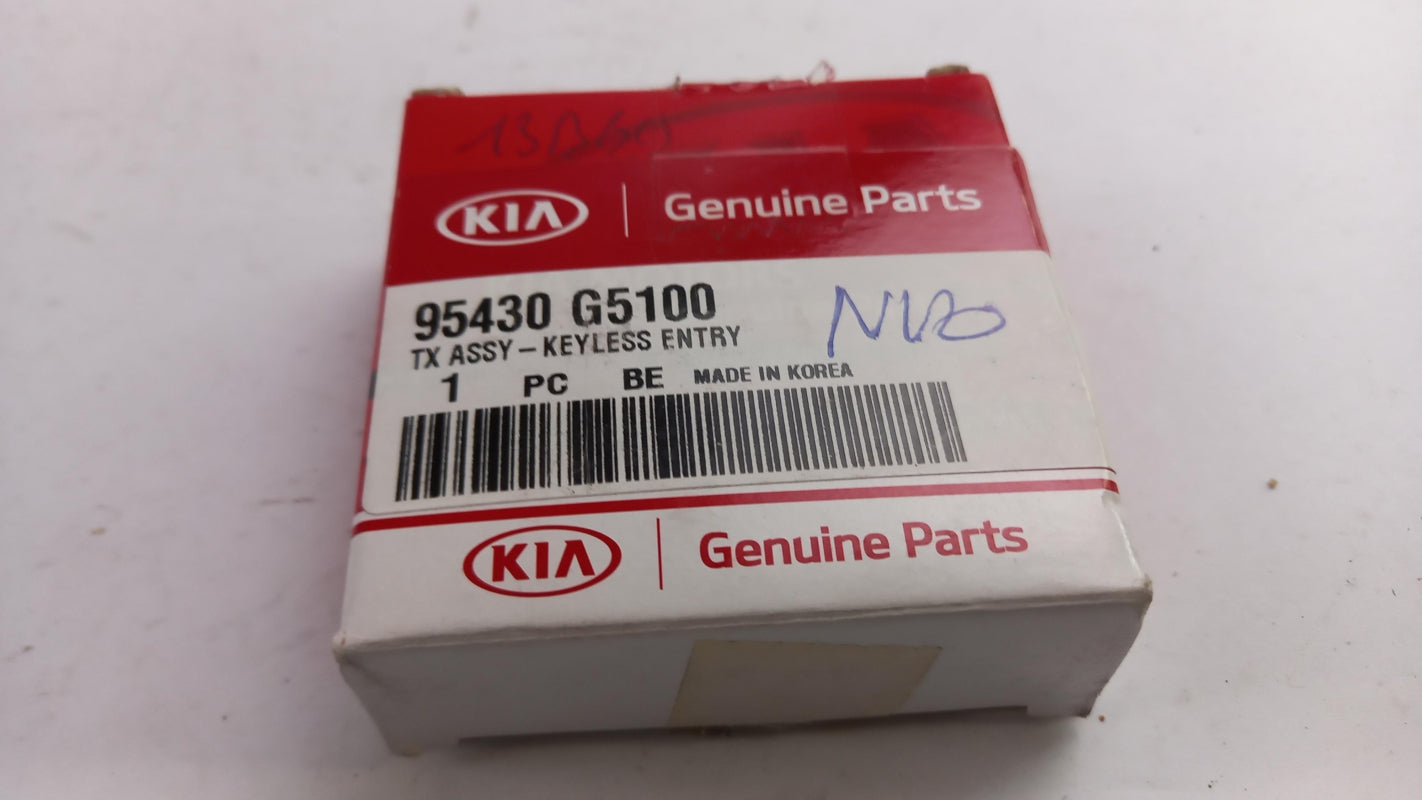 KIA Genuine Parts
95430 G5100
TX ASSY-KEYLESS ENTRY
1 PC BE MADE IN KOREA
KIA Genuine Parts